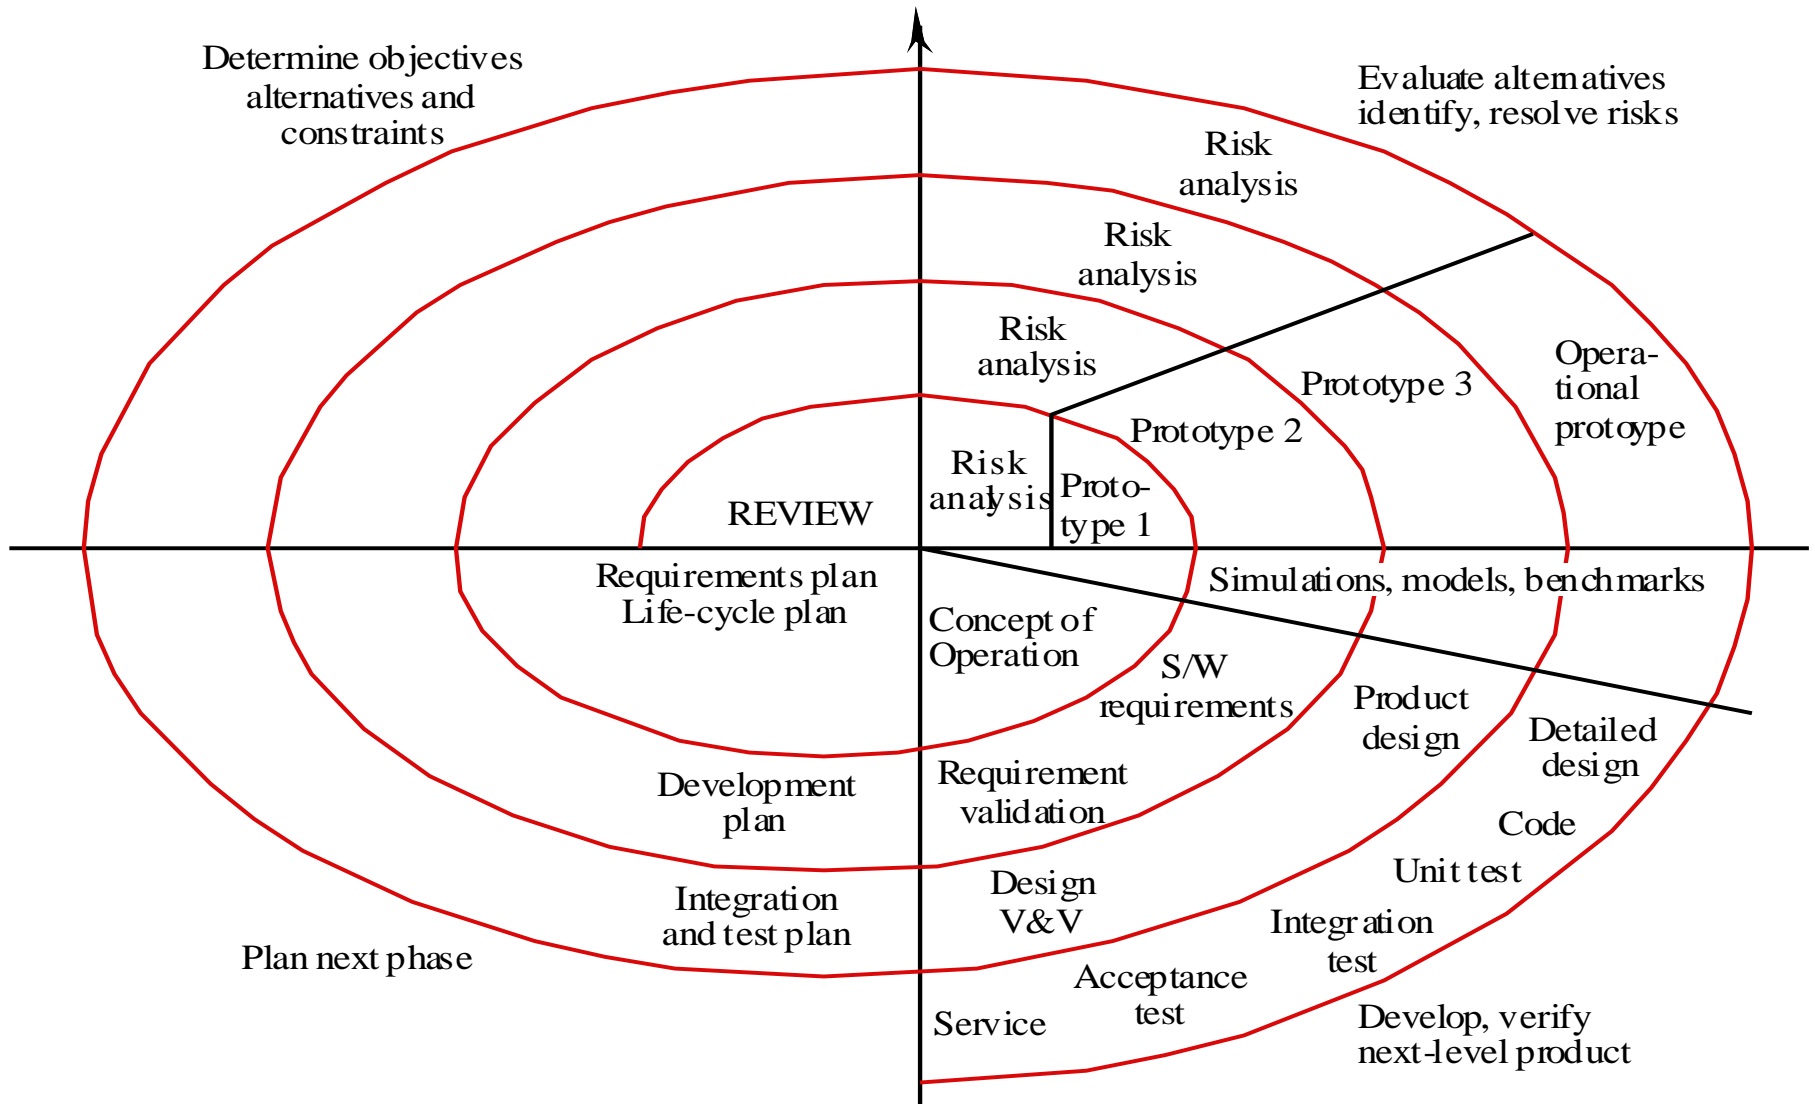 Determine objectives
alternatives and
constraints
Evaluate alternatives
identify, resolve risks
Risk
analysis
Risk
analysis
Risk
analysis
Risk
analysis
Proto-
type 1
Prototype 2
Prototype 3
Opera-
tional
protoype
REVIEW
Requirements plan
Life-cycle plan
Simulations, models, benchmarks
Concept of
Operation
S/W
requirements
Product
design
Detailed
design
Development
plan
Requirement
validation
Code
Unit test
Integration
and test plan
Design
V&V
Integration
test
Plan next phase
Acceptance
test
Service
Develop, verify
next-level product